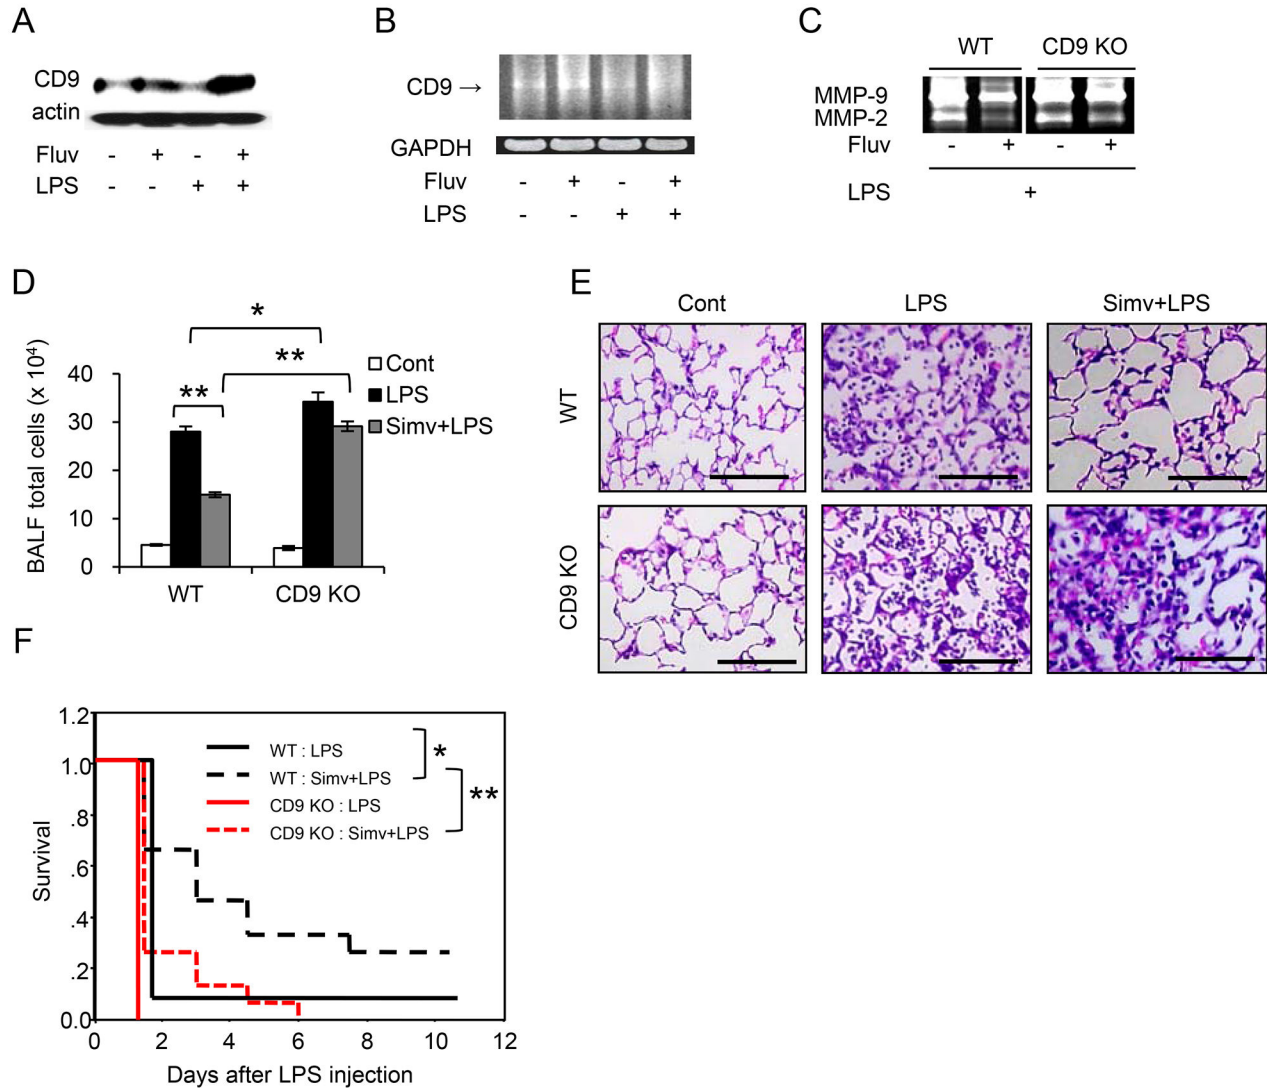 A
CD9
actin
Fluv - + - +
LPS - - + +
B
CD9 →
GAPDH
Fluv - + - +
LPS - - + +
C
WT CD9 KO
MMP-9
MMP-2
Fluv - + - +
LPS +
D
*
**
**
BALF total cells (x 10⁴)
40
30
20
10
0
Cont
LPS
Simv+LPS
WT CD9 KO
E
Cont LPS Simv+LPS
WT
CD9 KO
F
Survival
1.2
1.0
.8
.6
.4
.2
0.0
WT : LPS
WT : Simv+LPS
CD9 KO : LPS
CD9 KO : Simv+LPS
*
**
0 2 4 6 8 10 12
Days after LPS injection